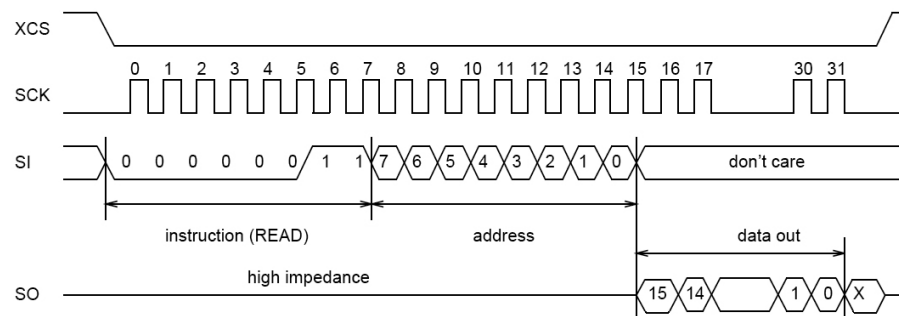 XCS
0 1 2 3 4 5 6 7 8 9 10 11 12 13 14 15 16 17 30 31
SCK
SI 0 0 0 0 0 0 1 1 7 6 5 4 3 2 1 0 don't care
instruction (READ) address data out
high impedance
SO 15 14 1 0 X